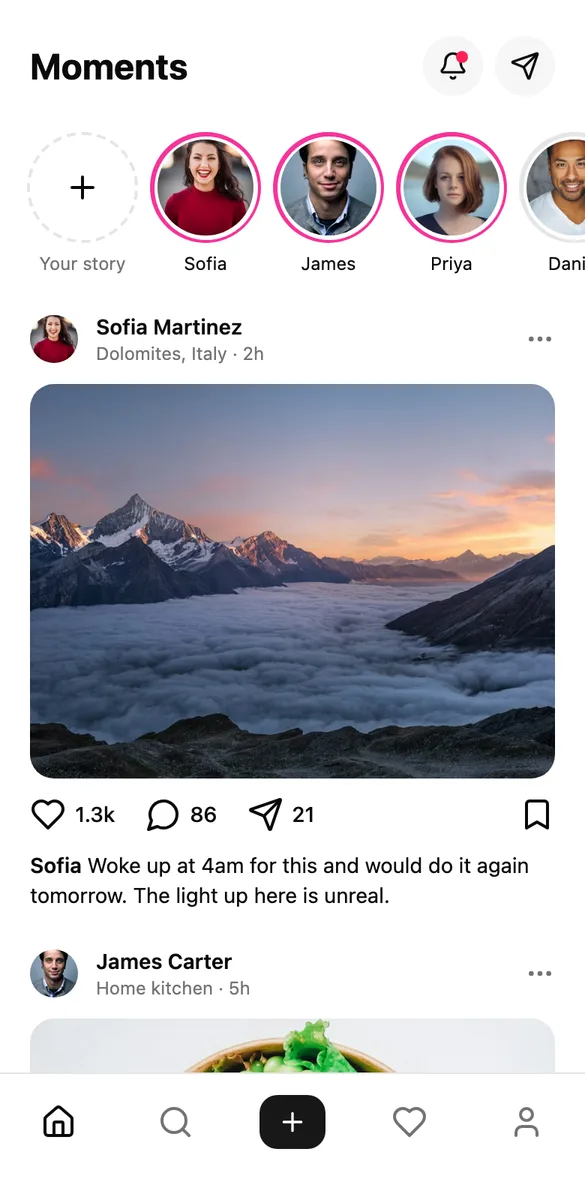 Moments
Your story
Sofia
James
Priya
Dani
Sofia Martinez
Dolomites, Italy · 2h
1.3k
86
21
Sofia Woke up at 4am for this and would do it again
tomorrow. The light up here is unreal.
James Carter
Home kitchen · 5h